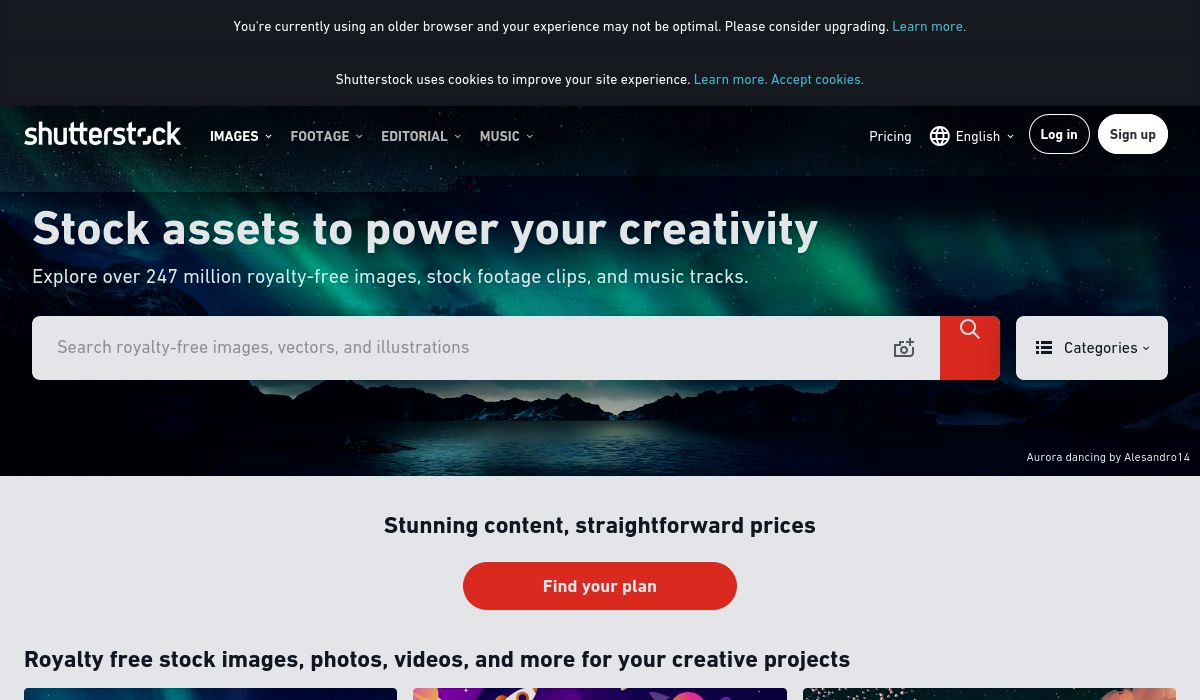 You're currently using an older browser and your experience may not be optimal. Please consider upgrading. Learn more.
Shutterstock uses cookies to improve your site experience. Learn more. Accept cookies.
shutterstock IMAGES FOOTAGE EDITORIAL MUSIC Pricing English Log in Sign up
Stock assets to power your creativity
Explore over 247 million royalty-free images, stock footage clips, and music tracks.
Search royalty-free images, vectors, and illustrations Categories
Aurora dancing by Alesandro14
Stunning content, straightforward prices
Find your plan
Royalty free stock images, photos, videos, and more for your creative projects